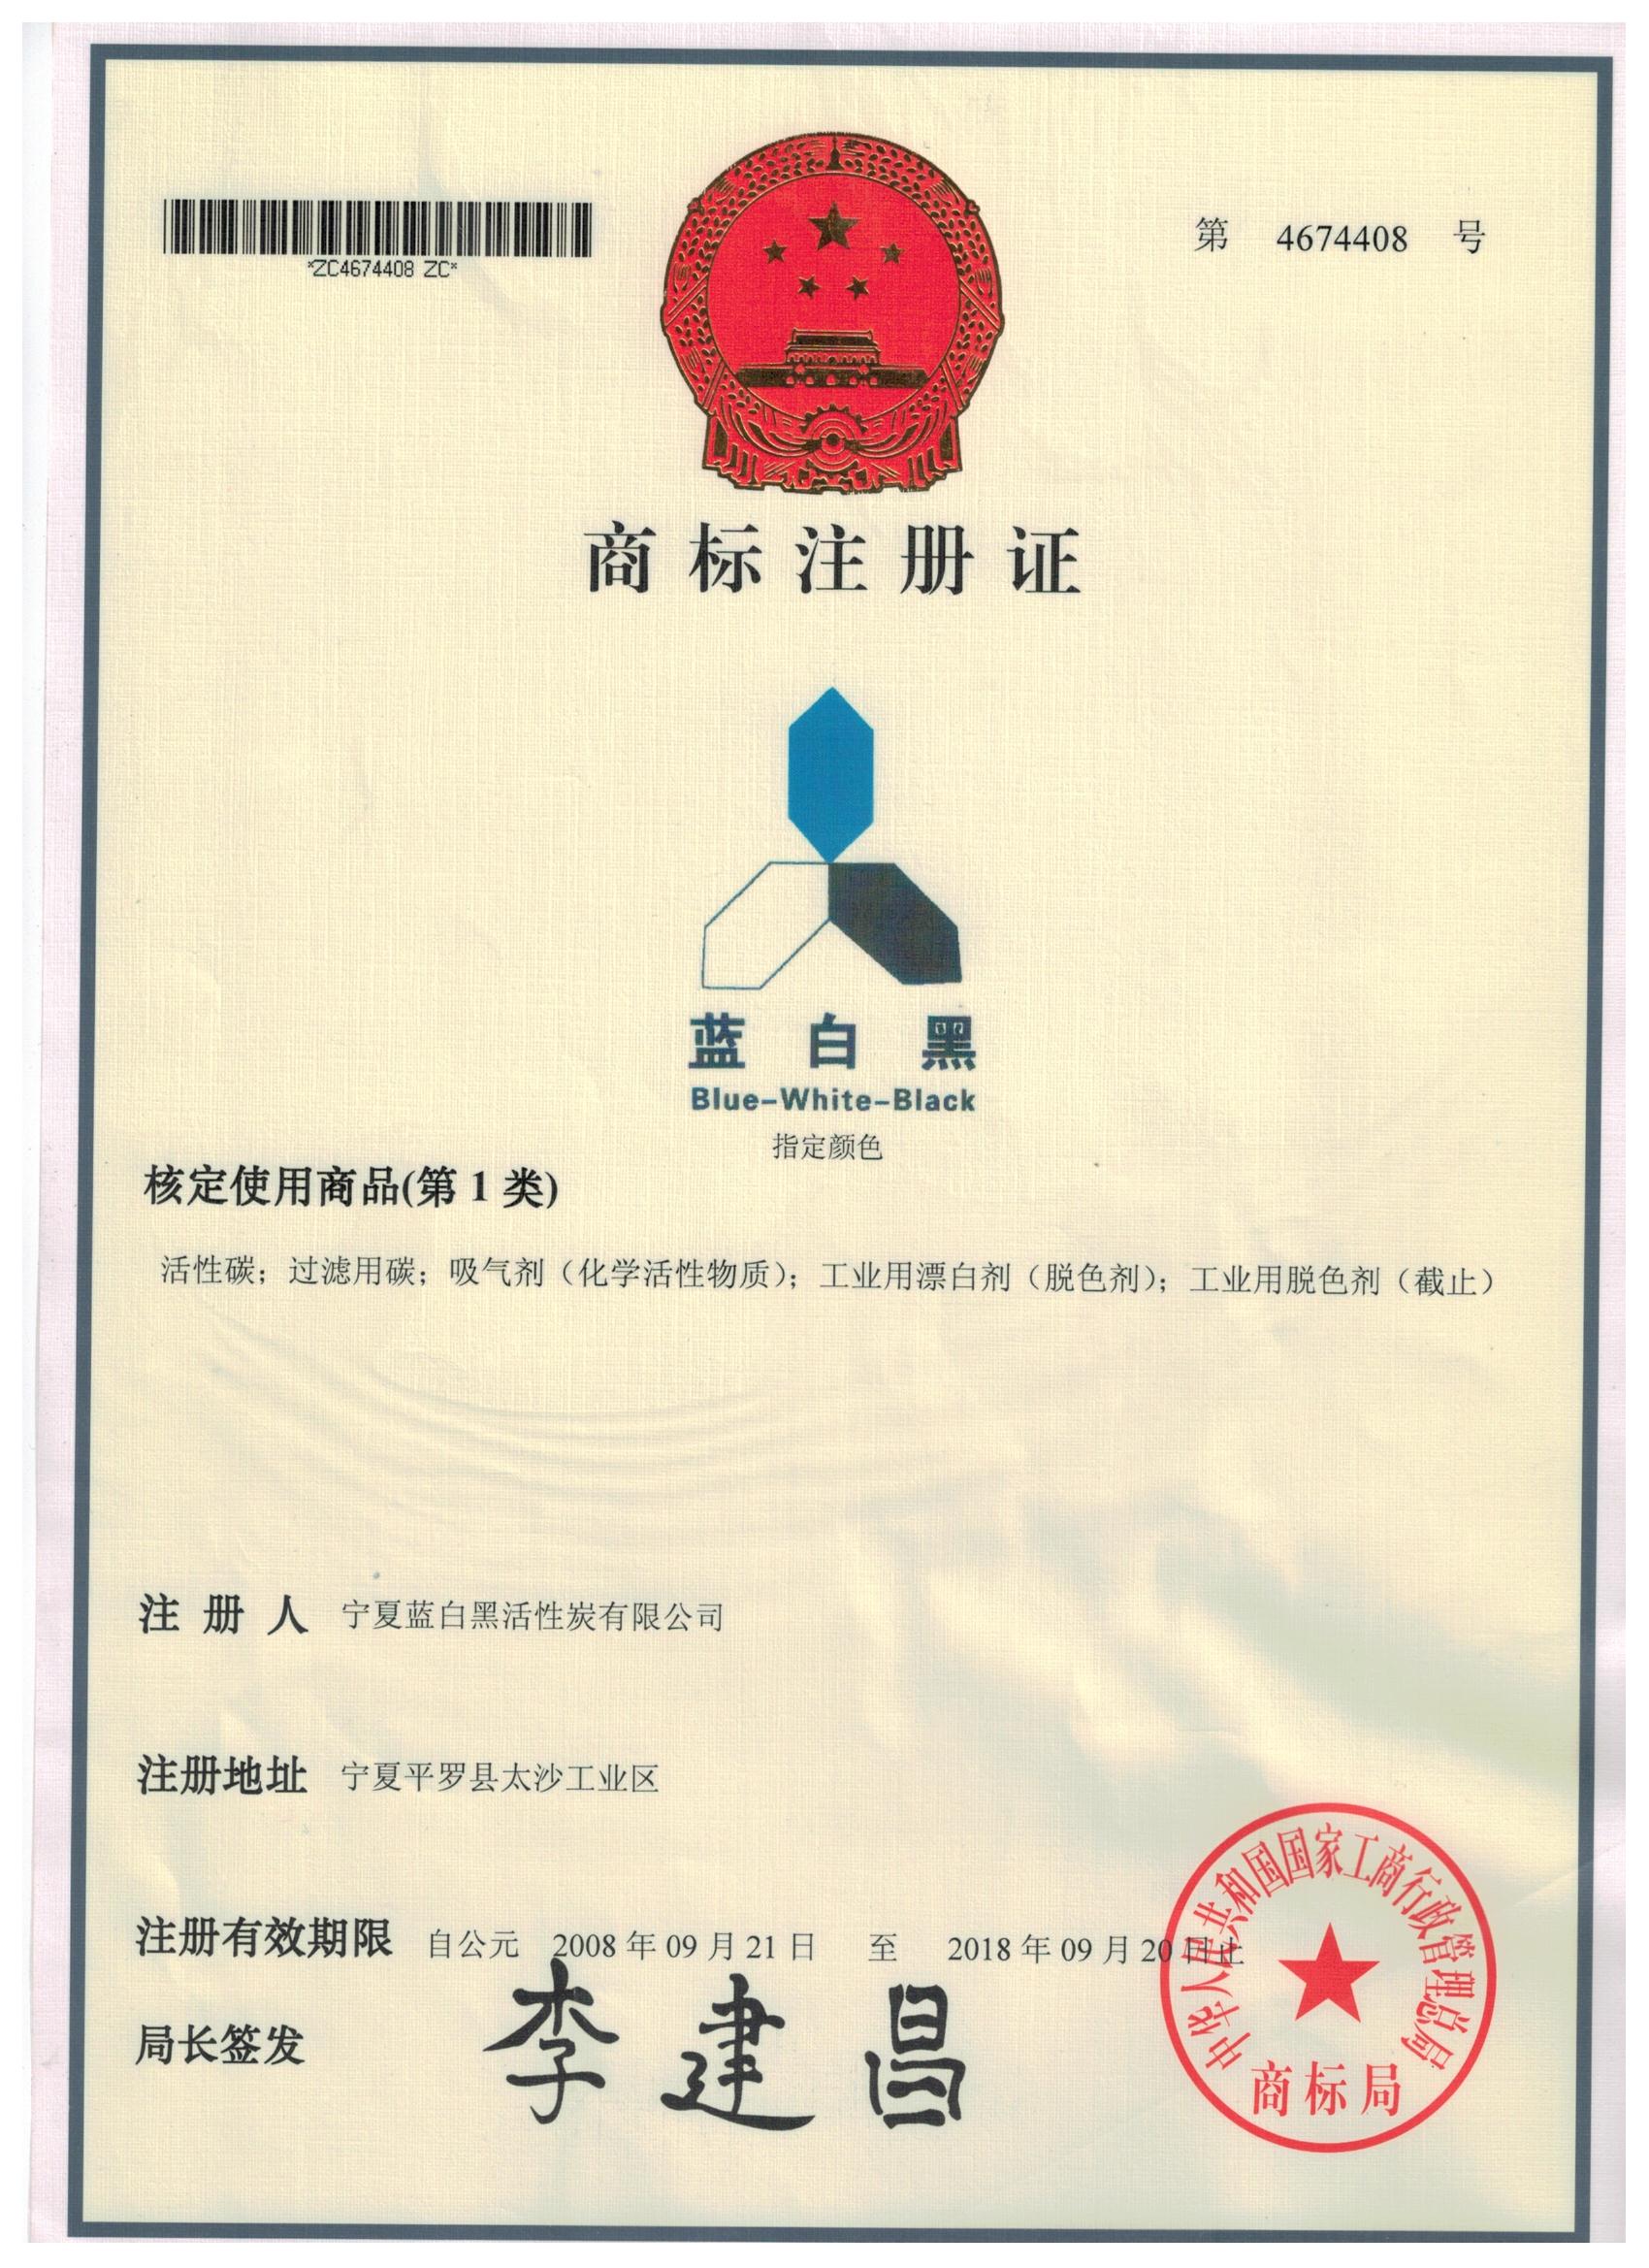 *ZC4674408 ZC*
第 4674408 号
商标注册证
蓝白黑
Blue-White-Black
指定颜色
核定使用商品(第1类)
活性碳；过滤用碳；吸气剂（化学活性物质）；工业用漂白剂（脱色剂）；工业用脱色剂（截止）
注册人 宁夏蓝白黑活性炭有限公司
注册地址 宁夏平罗县太沙工业区
注册有效期限 自公元 2008年09月21日 至 2018年09月20日止
局长签发 李建昌
中华人民共和国国家工商行政管理总局
商标局